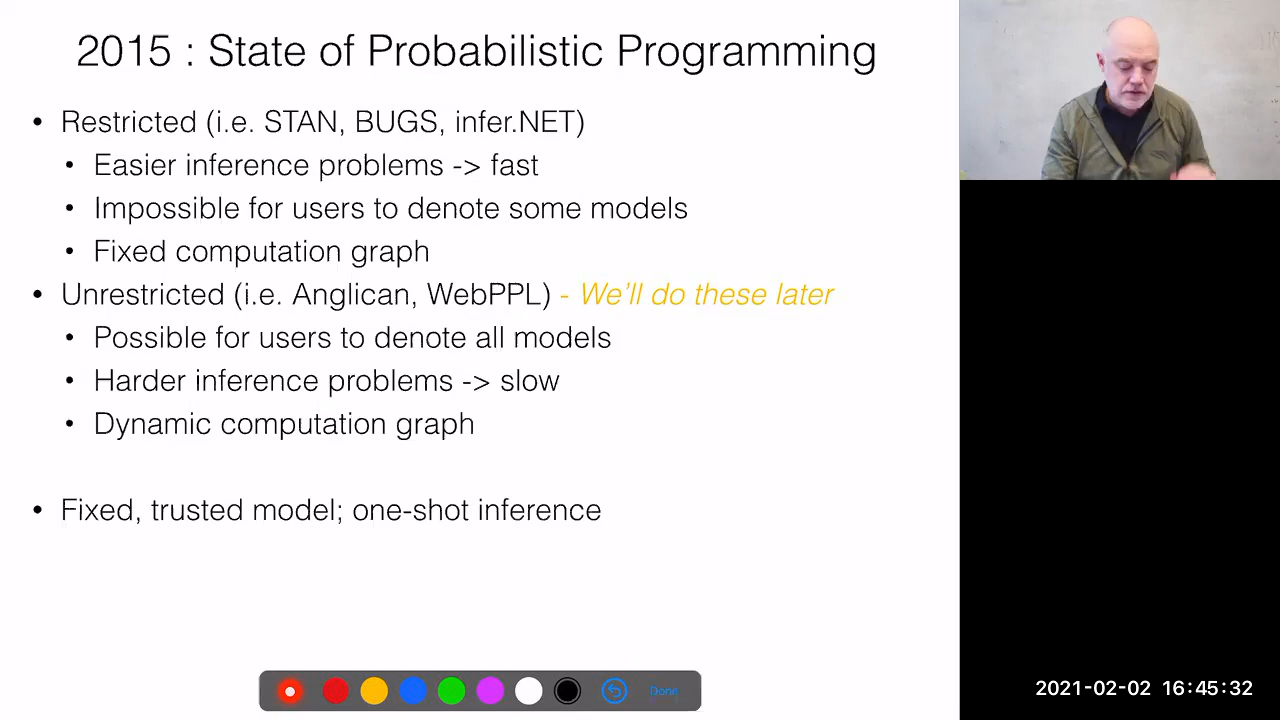 2015 : State of Probabilistic Programming
• Restricted (i.e. STAN, BUGS, infer.NET)
• Easier inference problems -> fast
• Impossible for users to denote some models
• Fixed computation graph
• Unrestricted (i.e. Anglican, WebPPL) - We'll do these later
• Possible for users to denote all models
• Harder inference problems -> slow
• Dynamic computation graph
• Fixed, trusted model; one-shot inference
Done
2021-02-02 16:45:32